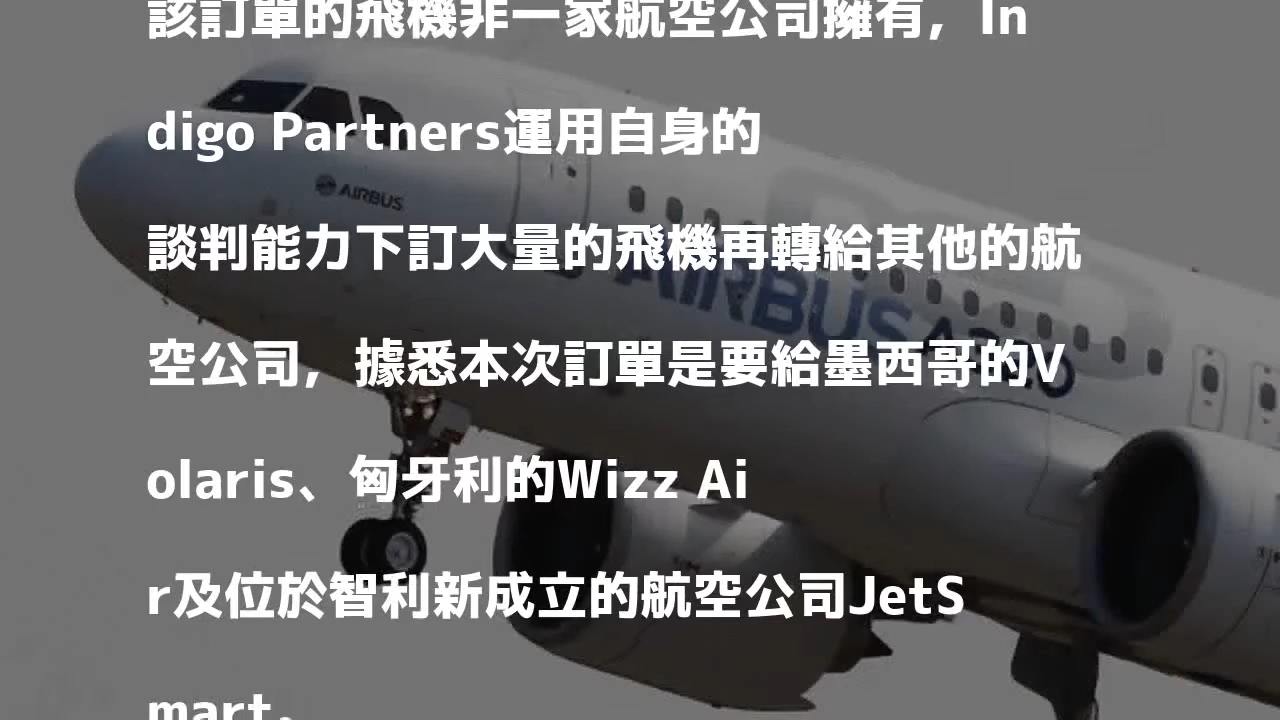 該訂單的飛機非一家航空公司擁有，In
digo Partners運用自身的
談判能力下訂大量的飛機再轉給其他的航
空公司，據悉本次訂單是要給墨西哥的V
olaris、匈牙利的Wizz Ai
r及位於智利新成立的航空公司JetS
mart。
AIRBUS
AIRBUS A320